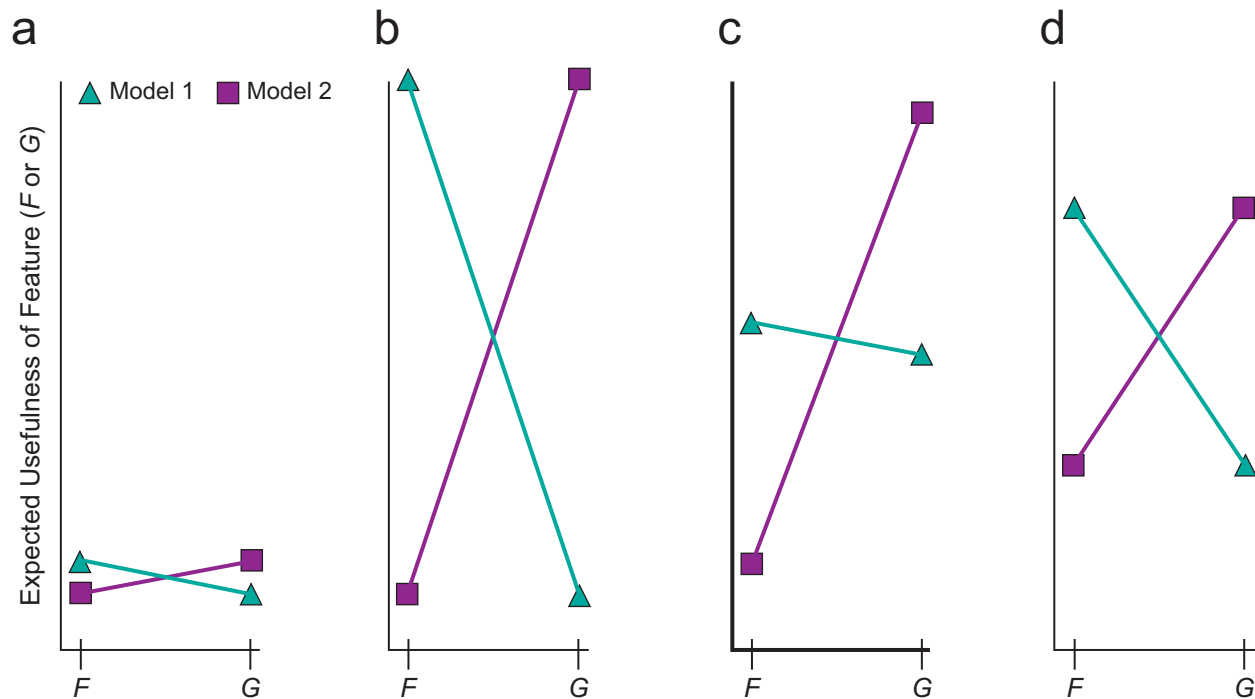 a b c d
Model 1 Model 2
Expected Usefulness of Feature (F or G)
F G F G F G F G